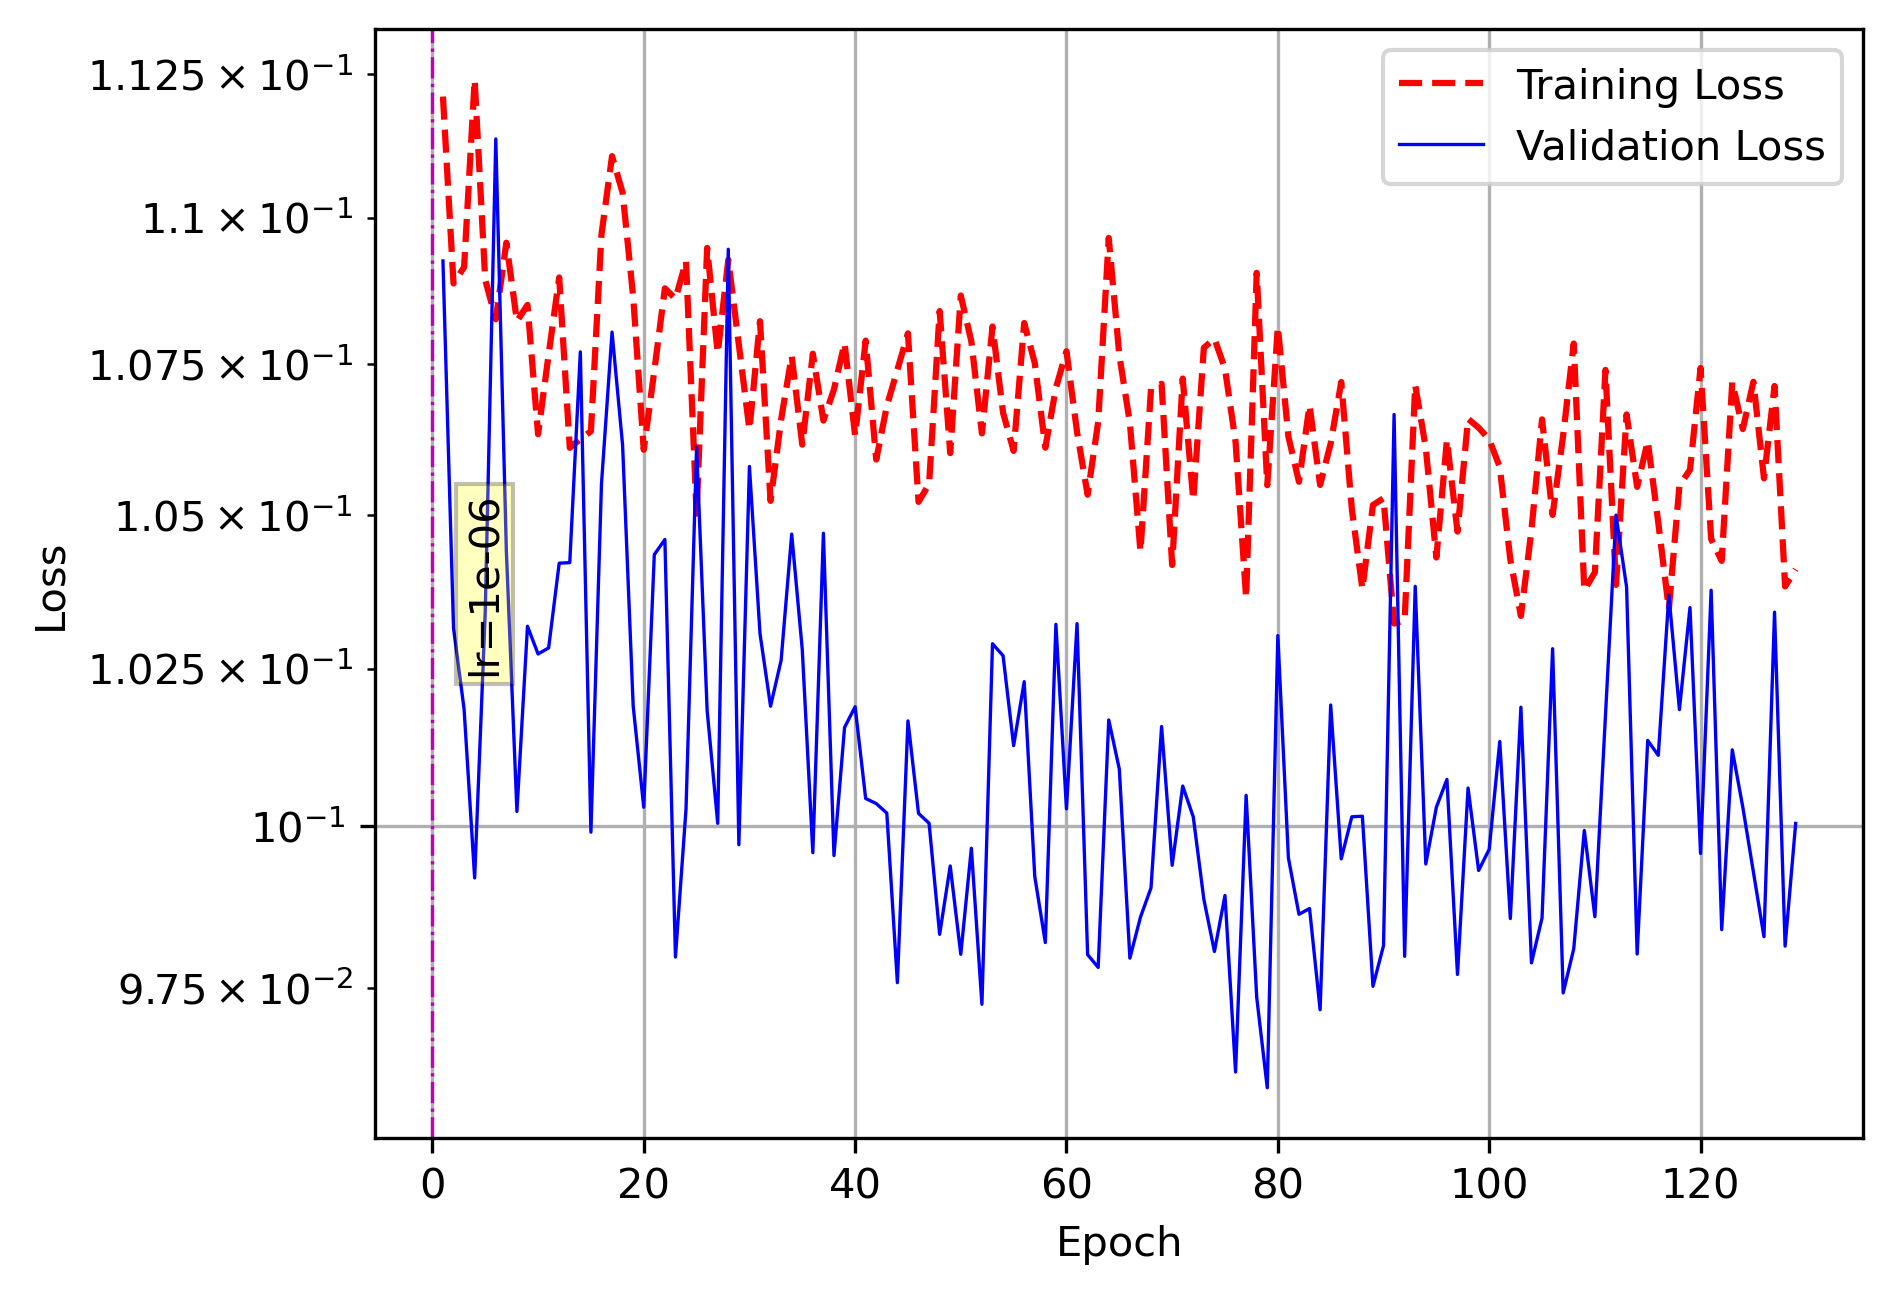 Training Loss
Validation Loss
1.125 × 10⁻¹
1.1 × 10⁻¹
1.075 × 10⁻¹
1.05 × 10⁻¹
1.025 × 10⁻¹
10⁻¹
9.75 × 10⁻²
Loss
lr=1e-06
0 20 40 60 80 100 120
Epoch